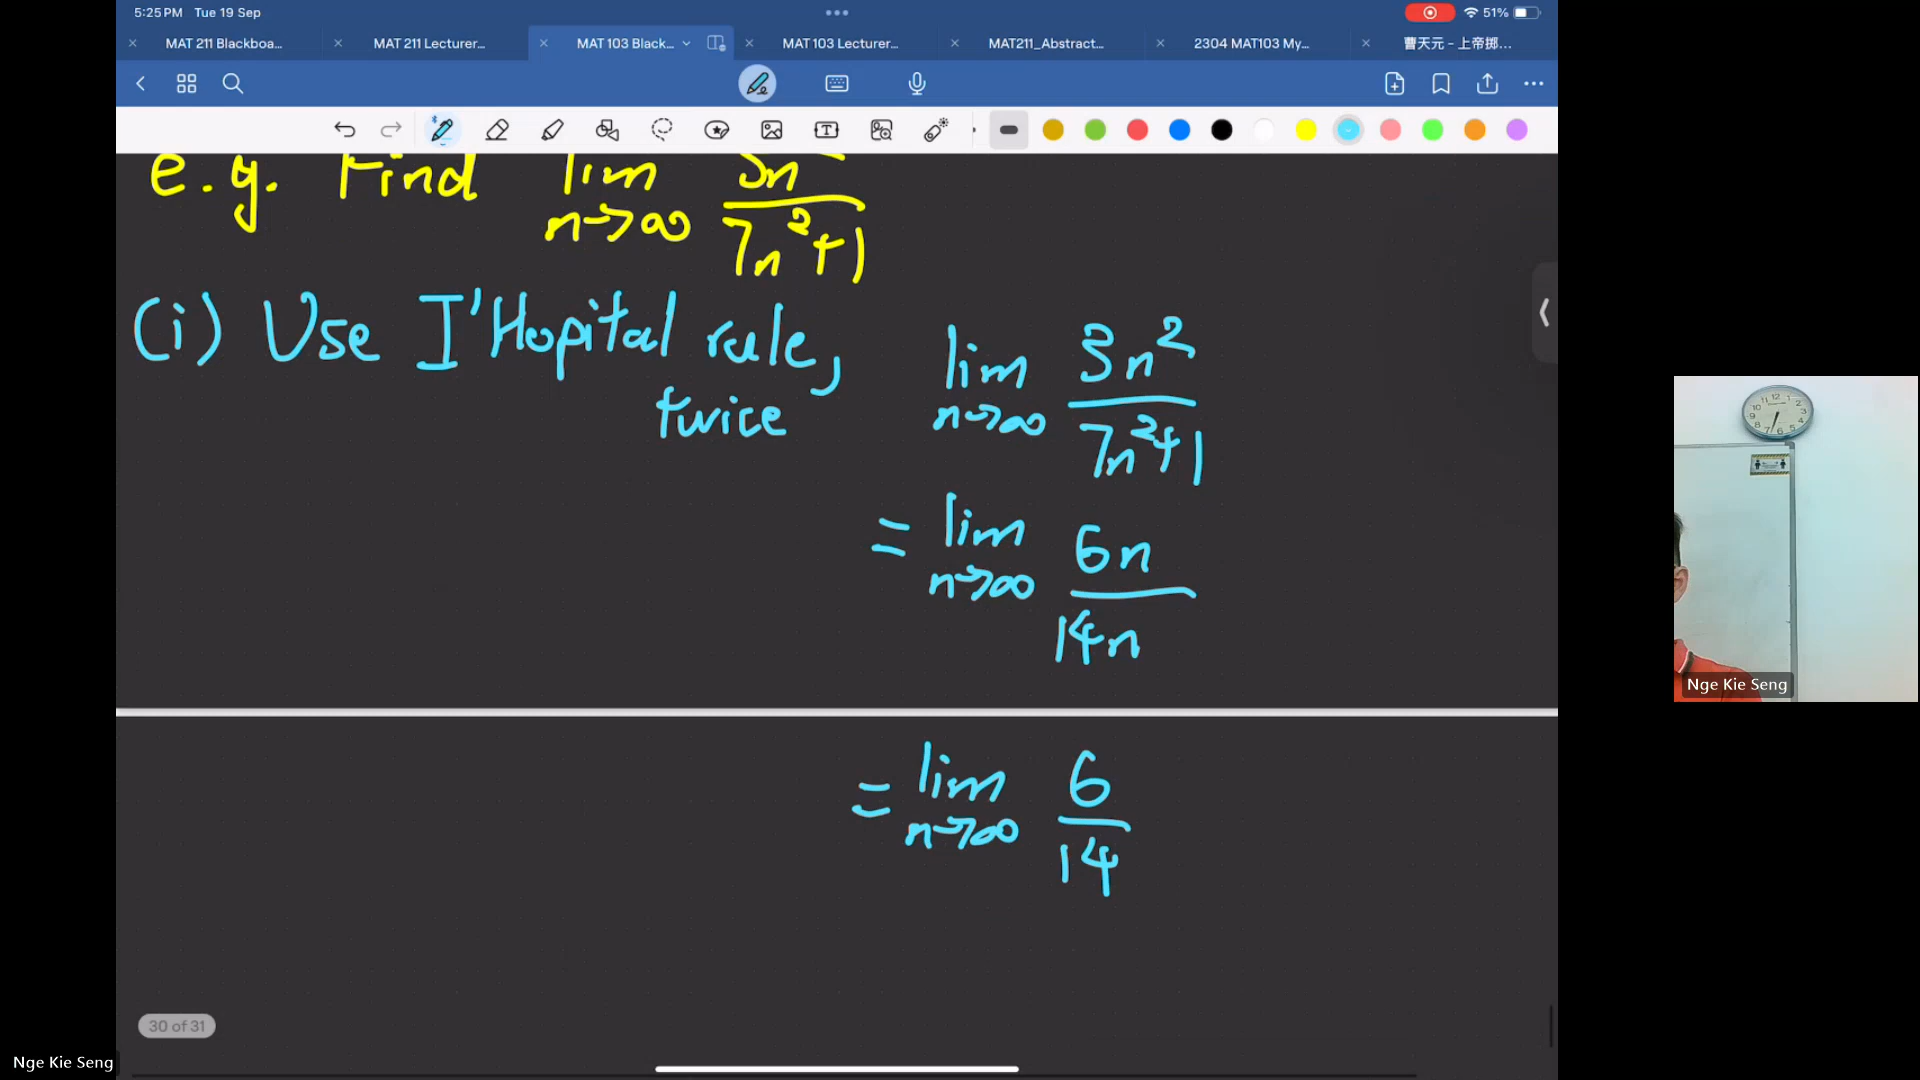 5:25 PM Tue 19 Sep
51%
MAT 211 Blackboa...
MAT 211 Lecturer...
MAT 103 Black...
MAT 103 Lecturer...
MAT211_Abstract...
2304 MAT103 My...
曹天元 - 上帝掷...
e.g. Find lim n→∞ 3n² / 7n²+1
(i) Use I'Hopital rule, twice
lim n→∞ 3n² / 7n²+1
= lim n→∞ 6n / 14n
= lim n→∞ 6 / 14
30 of 31
Nge Kie Seng
Nge Kie Seng